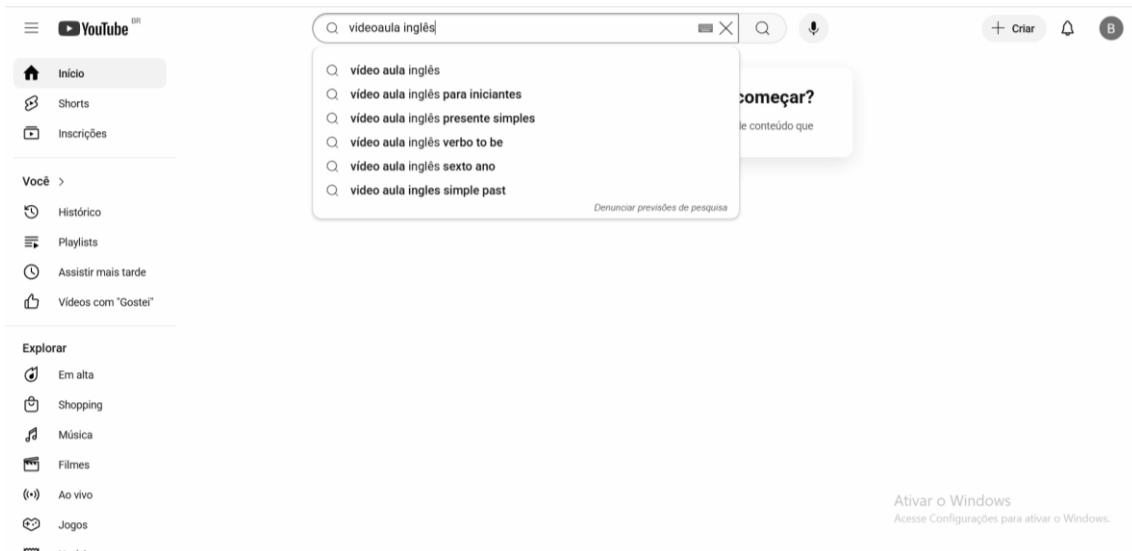 YouTube BR
videoaula inglês
Criar
B
Início
Shorts
Inscrições
Você
Histórico
Playlists
Assistir mais tarde
Vídeos com "Gostei"
Explorar
Em alta
Shopping
Música
Filmes
Ao vivo
Jogos
vídeo aula inglês
vídeo aula inglês para iniciantes
vídeo aula inglês presente simples
vídeo aula inglês verbo to be
vídeo aula inglês sexto ano
video aula ingles simple past
Denunciar previsões de pesquisa
começar?
de conteúdo que
Ativar o Windows
Acesse Configurações para ativar o Windows.